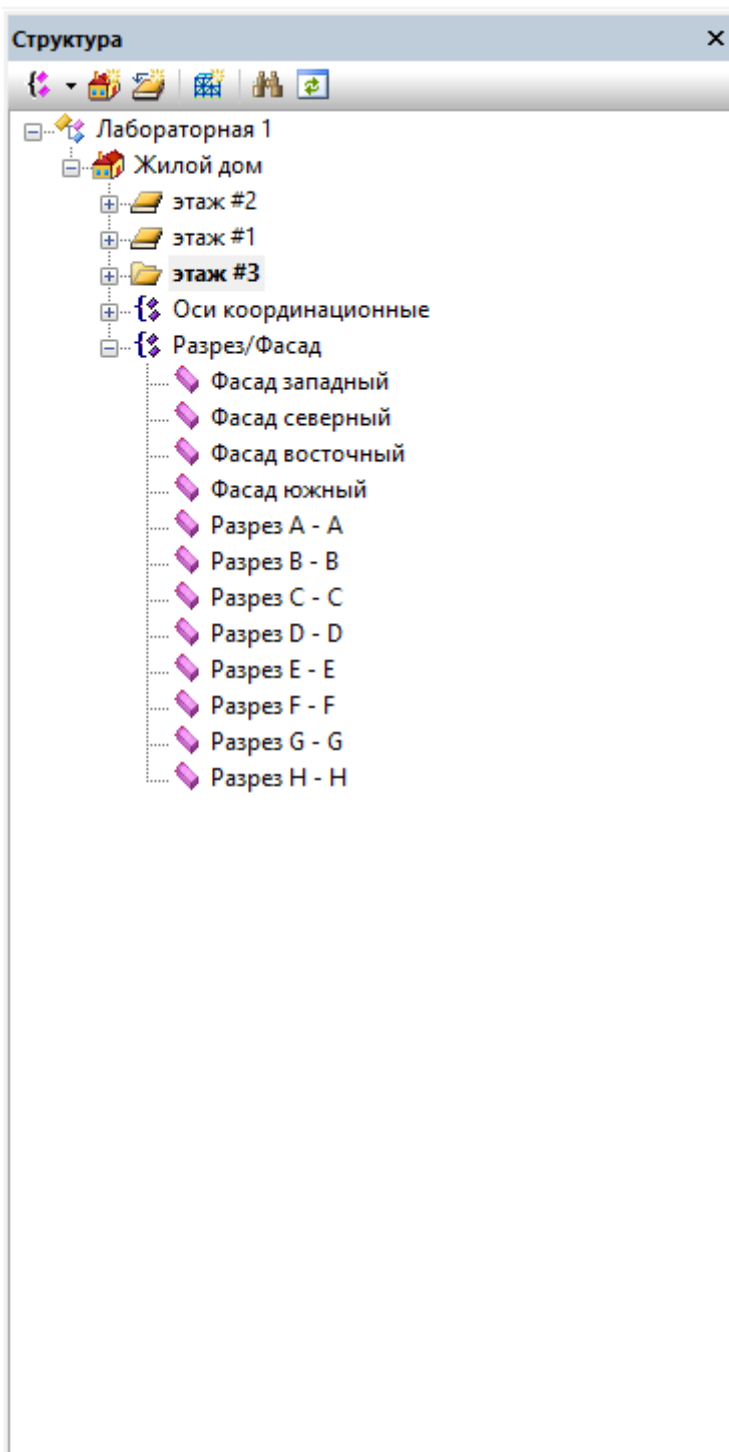 Структура
Лабораторная 1
Жилой дом
этаж #2
этаж #1
этаж #3
Оси координационные
Разрез/Фасад
Фасад западный
Фасад северный
Фасад восточный
Фасад южный
Разрез A - A
Разрез B - B
Разрез C - C
Разрез D - D
Разрез E - E
Разрез F - F
Разрез G - G
Разрез H - H